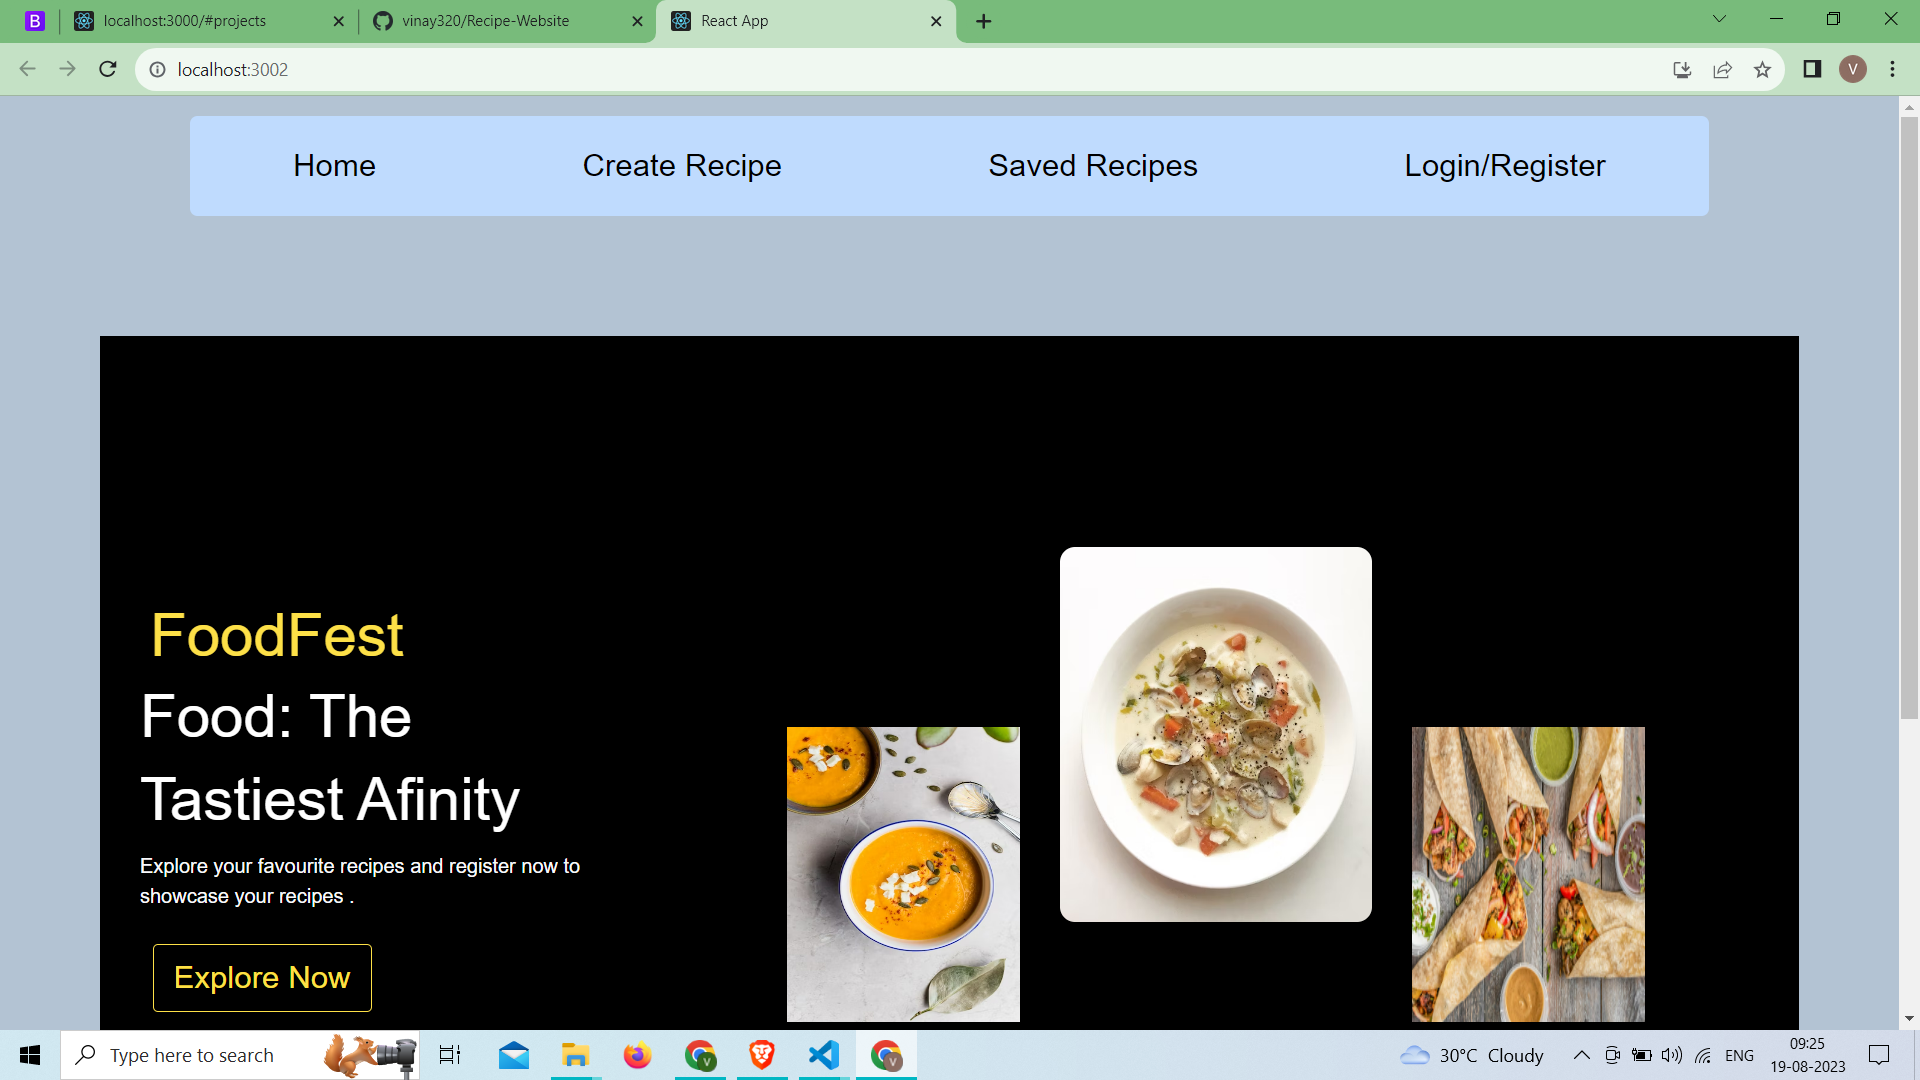 B
localhost:3000/#projects
vinay320/Recipe-Website
React App
localhost:3002
V
Home
Create Recipe
Saved Recipes
Login/Register
FoodFest
Food: The
Tastiest Afinity
Explore your favourite recipes and register now to
showcase your recipes .
Explore Now
Type here to search
V
V
30°C Cloudy
ENG
09:25
19-08-2023